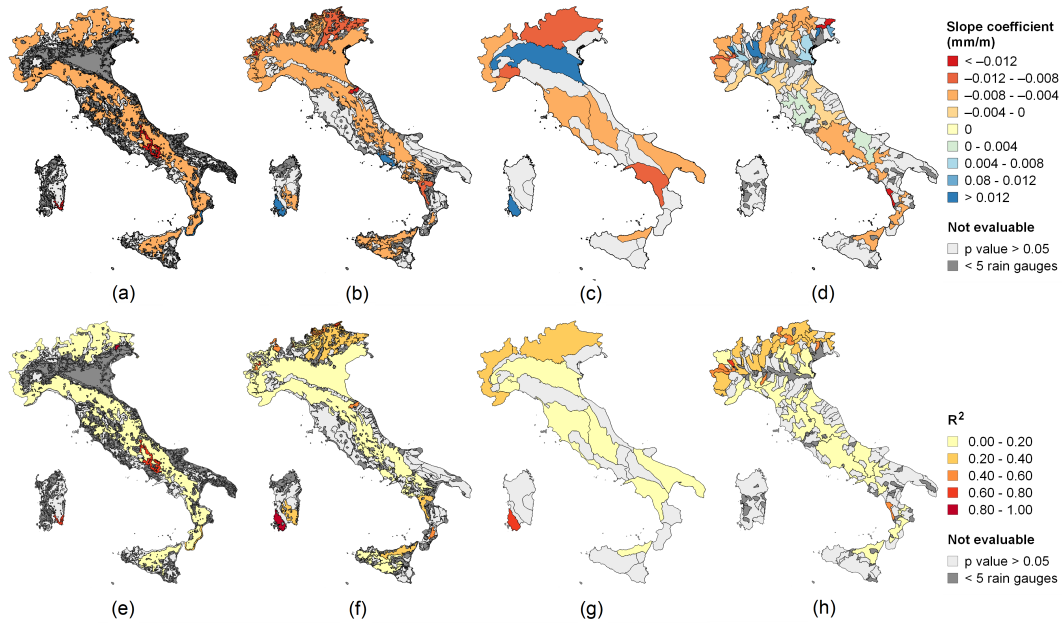 Slope coefficient
(mm/m)
< –0.012
–0.012 - –0.008
–0.008 - –0.004
–0.004 - 0
0
0 - 0.004
0.004 - 0.008
0.08 - 0.012
> 0.012
Not evaluable
p value > 0.05
< 5 rain gauges
(a)
(b)
(c)
(d)
R²
0.00 - 0.20
0.20 - 0.40
0.40 - 0.60
0.60 - 0.80
0.80 - 1.00
Not evaluable
p value > 0.05
< 5 rain gauges
(e)
(f)
(g)
(h)